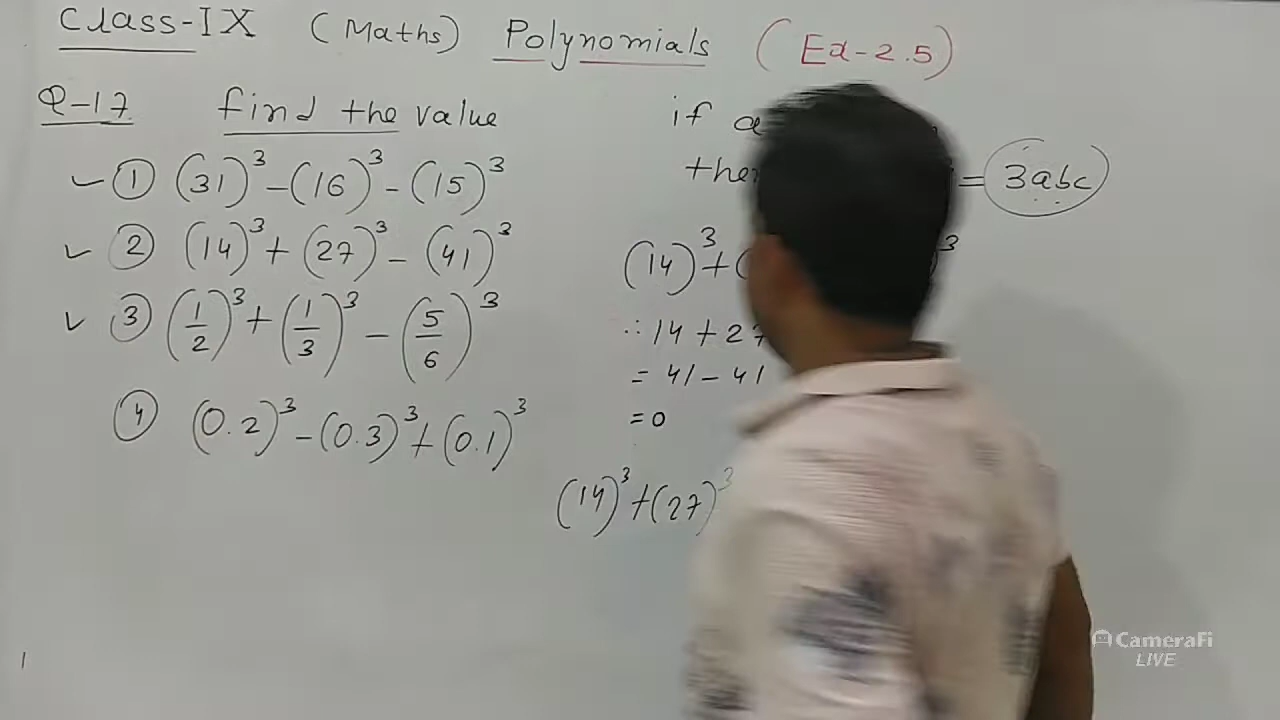 Class-IX (Maths) Polynomials (Ex-2.5)
Q-17 find the value
① (31)³ - (16)³ - (15)³
② (14)³ + (27)³ - (41)³
③ (1/2)³ + (1/3)³ - (5/6)³
④ (0.2)³ - (0.3)³ + (0.1)³
if a
= 3abc
(14)³ + ( ³
∴ 14 + 27
= 41 - 41
= 0
(14)³ + (27)³
CameraFi
LIVE